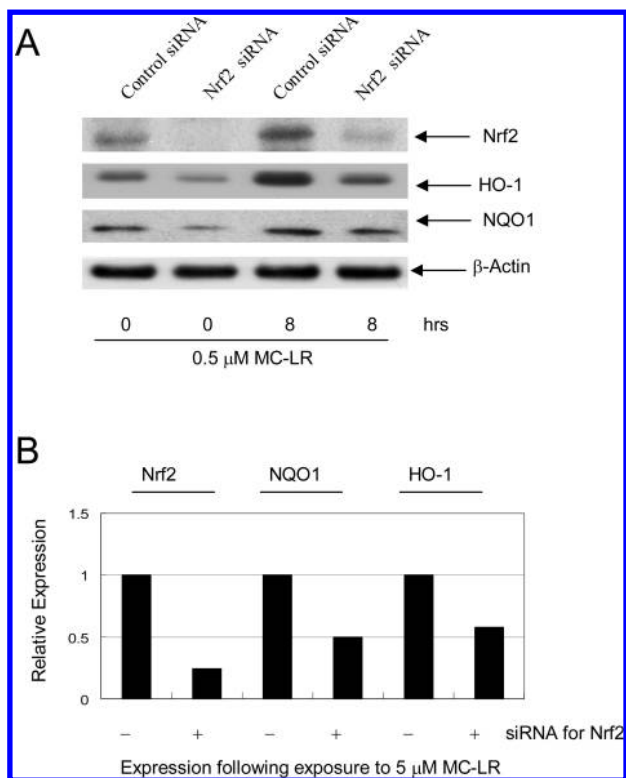 A
Control siRNA
Nrf2 siRNA
Control siRNA
Nrf2 siRNA
Nrf2
HO-1
NQO1
β-Actin
0 0 8 8 hrs
0.5 μM MC-LR
B
Nrf2 NQO1 HO-1
1.5
1
0.5
0
Relative Expression
− + − + − + siRNA for Nrf2
Expression following exposure to 5 μM MC-LR